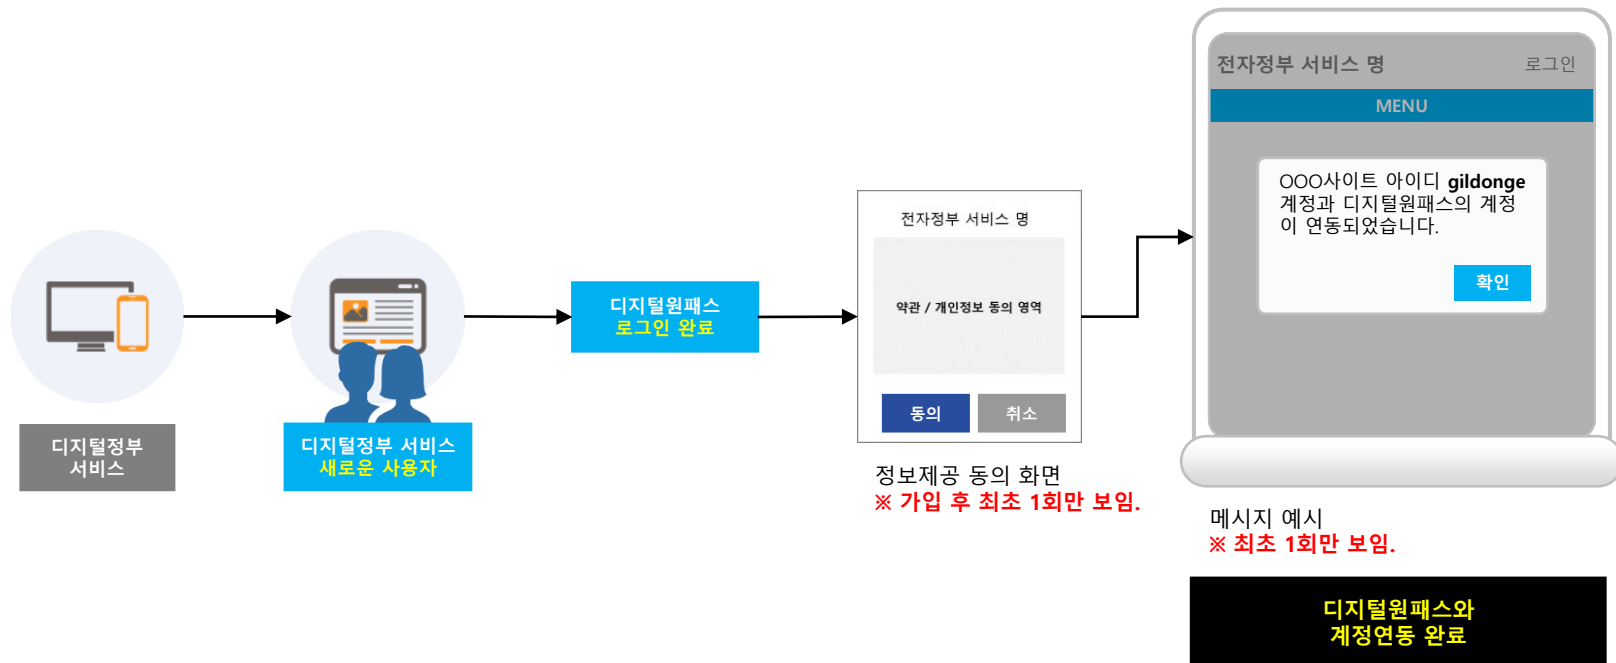 디지털정부
서비스
디지털정부 서비스
새로운 사용자
디지털원패스
로그인 완료
전자정부 서비스 명
약관 / 개인정보 동의 영역
동의
취소
정보제공 동의 화면
※ 가입 후 최초 1회만 보임.
전자정부 서비스 명
로그인
MENU
OOO사이트 아이디 gildonge
계정과 디지털원패스의 계정
이 연동되었습니다.
확인
메시지 예시
※ 최초 1회만 보임.
디지털원패스와
계정연동 완료